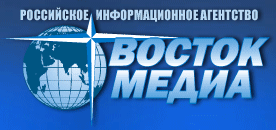 РОССИЙСКОЕ ИНФОРМАЦИОННОЕ АГЕНТСТВО
ВОСТОК
МЕДИА